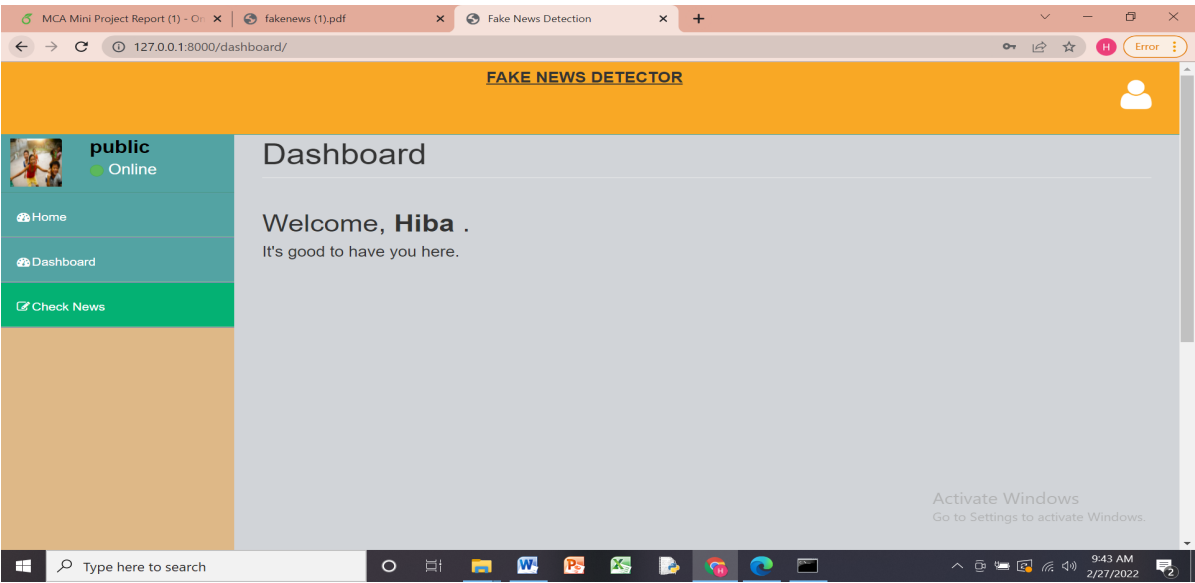 MCA Mini Project Report (1) - On
fakenews (1).pdf
Fake News Detection
127.0.0.1:8000/dashboard/
H
Error
FAKE NEWS DETECTOR
public
Online
Dashboard
Home
Welcome, Hiba .
It's good to have you here.
Dashboard
Check News
Activate Windows
Go to Settings to activate Windows.
Type here to search
9:43 AM
2/27/2022
2